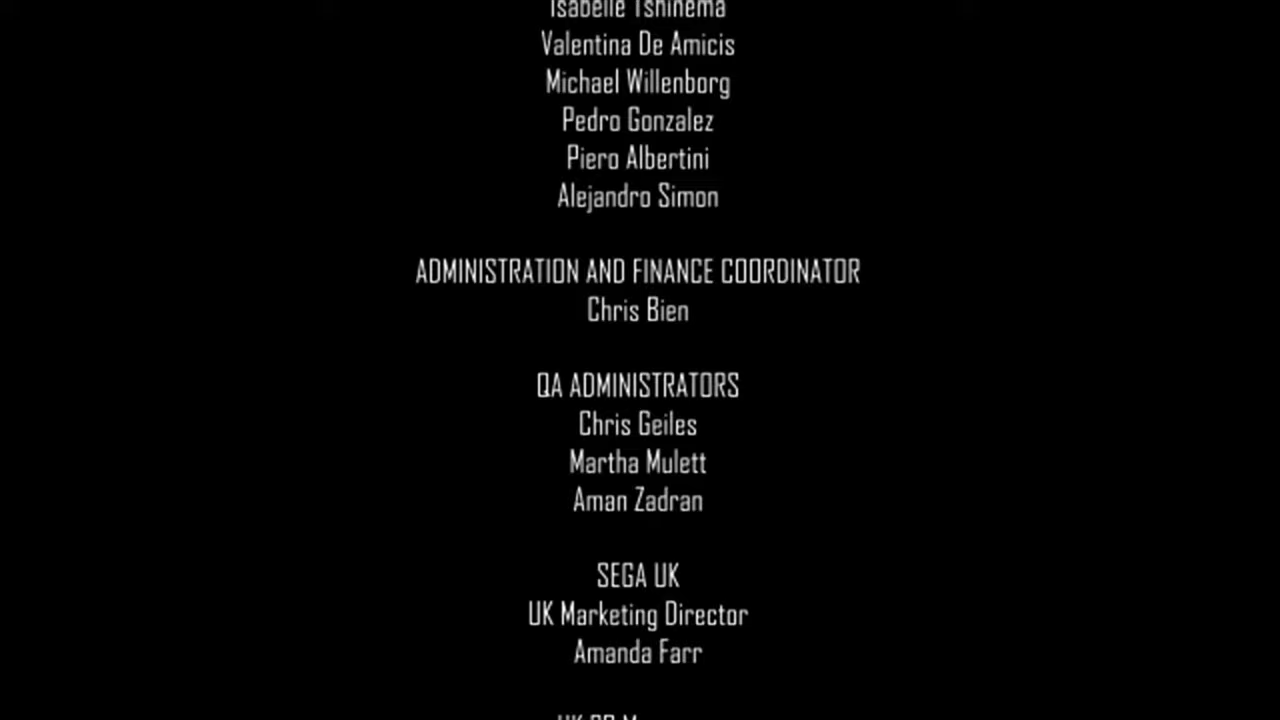 Isabelle Tshinema
Valentina De Amicis
Michael Willenborg
Pedro Gonzalez
Piero Albertini
Alejandro Simon
ADMINISTRATION AND FINANCE COORDINATOR
Chris Bien
QA ADMINISTRATORS
Chris Geiles
Martha Mulett
Aman Zadran
SEGA UK
UK Marketing Director
Amanda Farr